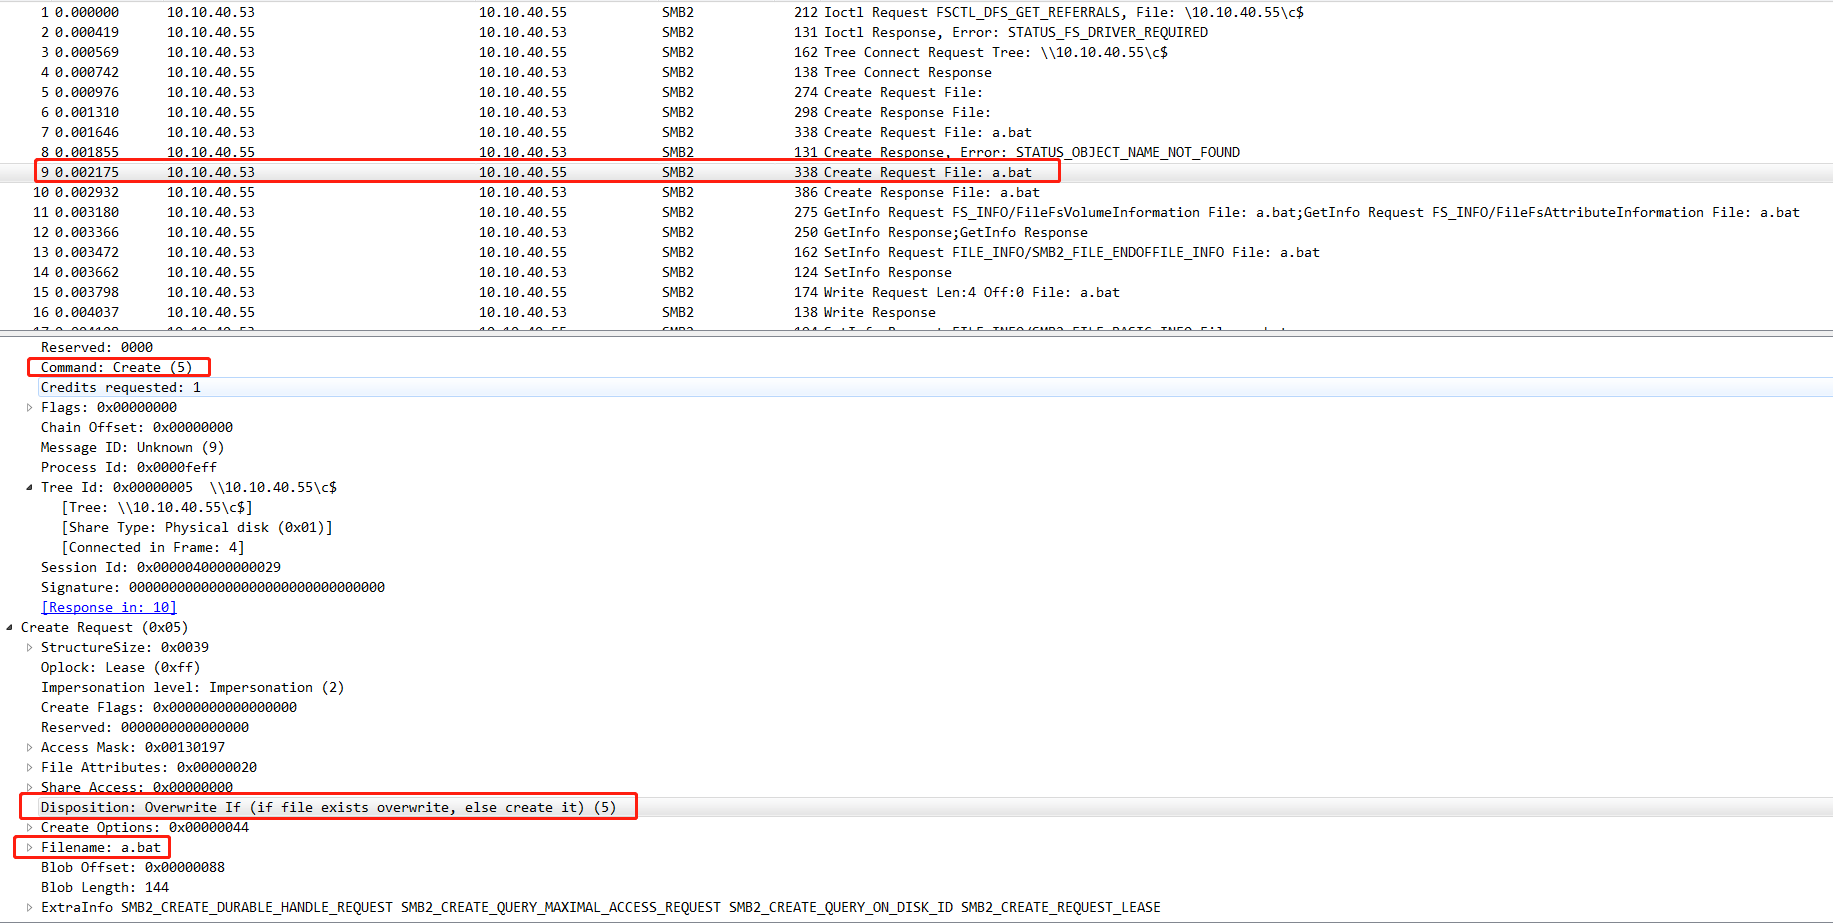 1 0.000000 10.10.40.53 10.10.40.55 SMB2 212 Ioctl Request FSCTL_DFS_GET_REFERRALS, File: \10.10.40.55\c$
2 0.000419 10.10.40.55 10.10.40.53 SMB2 131 Ioctl Response, Error: STATUS_FS_DRIVER_REQUIRED
3 0.000569 10.10.40.53 10.10.40.55 SMB2 162 Tree Connect Request Tree: \\10.10.40.55\c$
4 0.000742 10.10.40.55 10.10.40.53 SMB2 138 Tree Connect Response
5 0.000976 10.10.40.53 10.10.40.55 SMB2 274 Create Request File:
6 0.001310 10.10.40.55 10.10.40.53 SMB2 298 Create Response File:
7 0.001646 10.10.40.53 10.10.40.55 SMB2 338 Create Request File: a.bat
8 0.001855 10.10.40.55 10.10.40.53 SMB2 131 Create Response, Error: STATUS_OBJECT_NAME_NOT_FOUND
9 0.002175 10.10.40.53 10.10.40.55 SMB2 338 Create Request File: a.bat
10 0.002932 10.10.40.55 10.10.40.53 SMB2 386 Create Response File: a.bat
11 0.003180 10.10.40.53 10.10.40.55 SMB2 275 GetInfo Request FS_INFO/FileFsVolumeInformation File: a.bat;GetInfo Request FS_INFO/FileFsAttributeInformation File: a.bat
12 0.003366 10.10.40.55 10.10.40.53 SMB2 250 GetInfo Response;GetInfo Response
13 0.003472 10.10.40.53 10.10.40.55 SMB2 162 SetInfo Request FILE_INFO/SMB2_FILE_ENDOFFILE_INFO File: a.bat
14 0.003662 10.10.40.55 10.10.40.53 SMB2 124 SetInfo Response
15 0.003798 10.10.40.53 10.10.40.55 SMB2 174 Write Request Len:4 Off:0 File: a.bat
16 0.004037 10.10.40.55 10.10.40.53 SMB2 138 Write Response
Reserved: 0000
Command: Create (5)
Credits requested: 1
Flags: 0x00000000
Chain Offset: 0x00000000
Message ID: Unknown (9)
Process Id: 0x0000feff
Tree Id: 0x00000005 \\10.10.40.55\c$
[Tree: \\10.10.40.55\c$]
[Share Type: Physical disk (0x01)]
[Connected in Frame: 4]
Session Id: 0x0000040000000029
Signature: 00000000000000000000000000000000
[Response in: 10]
Create Request (0x05)
StructureSize: 0x0039
Oplock: Lease (0xff)
Impersonation level: Impersonation (2)
Create Flags: 0x0000000000000000
Reserved: 0000000000000000
Access Mask: 0x00130197
File Attributes: 0x00000020
Share Access: 0x00000000
Disposition: Overwrite If (if file exists overwrite, else create it) (5)
Create Options: 0x00000044
Filename: a.bat
Blob Offset: 0x00000088
Blob Length: 144
ExtraInfo SMB2_CREATE_DURABLE_HANDLE_REQUEST SMB2_CREATE_QUERY_MAXIMAL_ACCESS_REQUEST SMB2_CREATE_QUERY_ON_DISK_ID SMB2_CREATE_REQUEST_LEASE